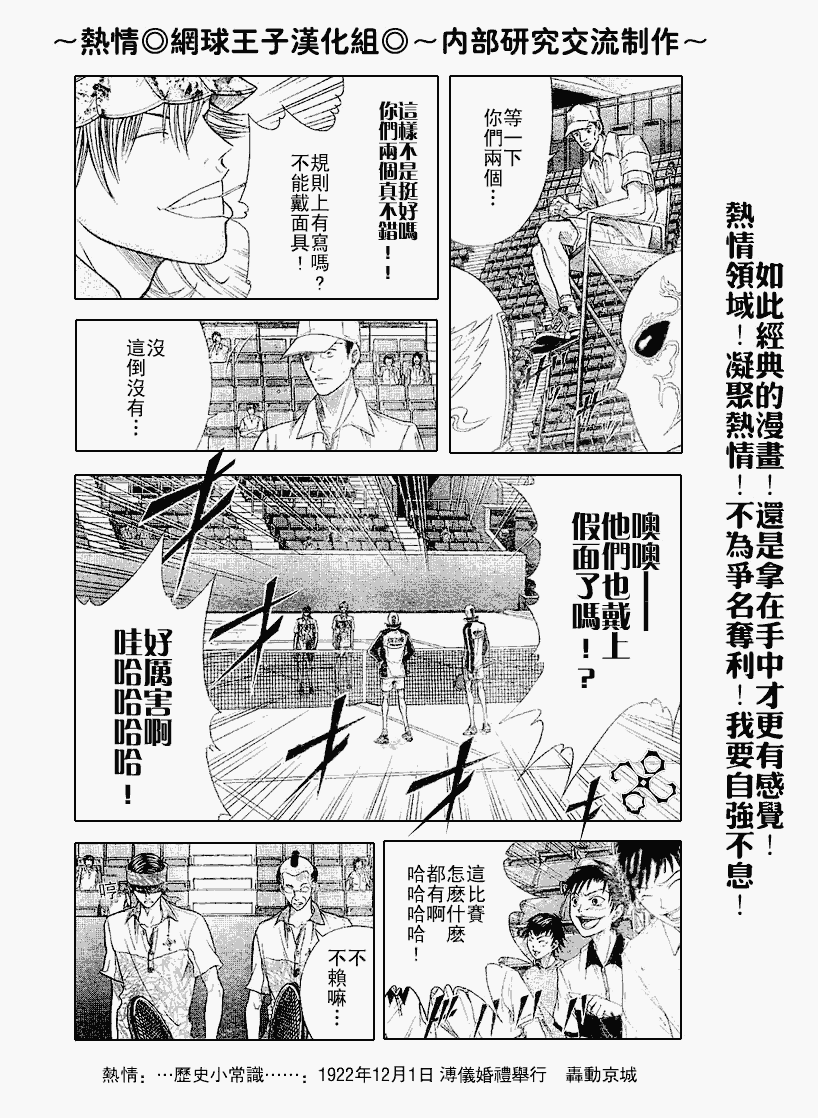 ～熱情◎網球王子漢化組◎～內部研究交流制作～
等一下
你們兩個…
這樣不是挺好嗎
你們兩個真不錯！！
規則上有寫嗎？
不能戴面具！
沒
這倒沒有…
噢噢——
他們也戴上
假面了嗎！？
好厲害啊
哇哈哈哈哈！
這比賽
怎麼什麼
都有啊
哈哈哈哈！
不
不賴嘛…
如此經典的漫畫！還是拿在手中才更有感覺！
熱情領域！凝聚熱情！不為爭名奪利！我要自強不息！
熱情：…歷史小常識……：1922年12月1日 溥儀婚禮舉行　轟動京城